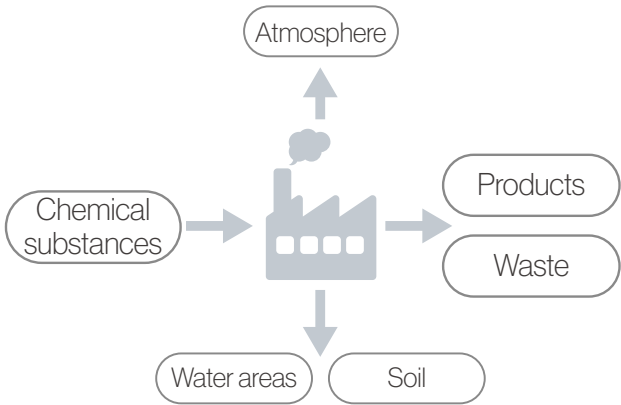 Atmosphere
Chemical
substances
Products
Waste
Water areas
Soil